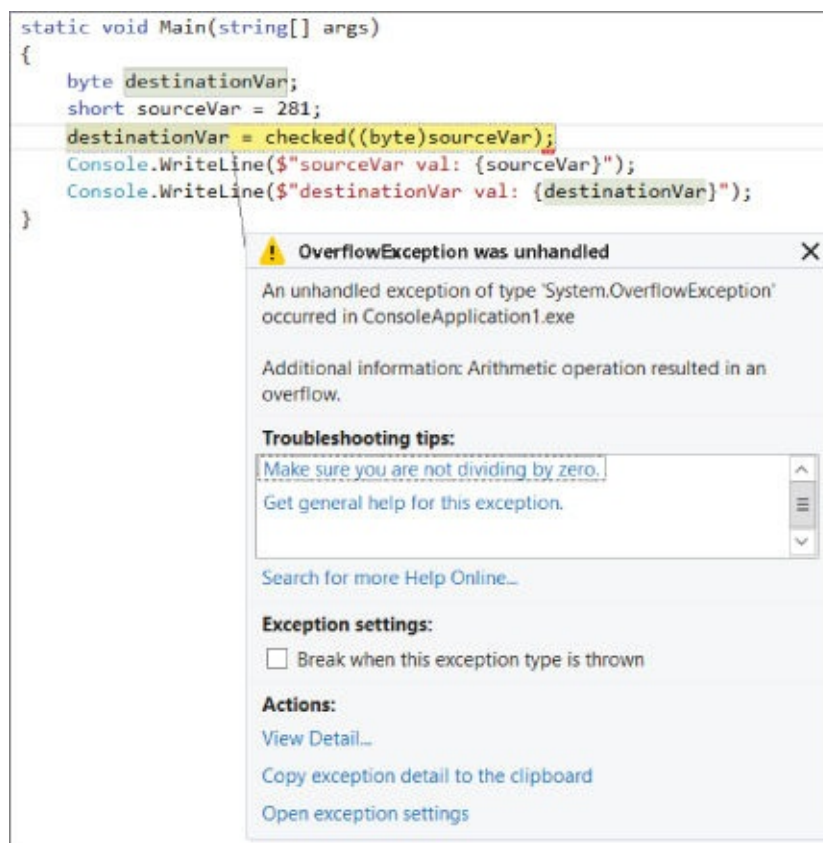 static void Main(string[] args)
{
    byte destinationVar;
    short sourceVar = 281;
    destinationVar = checked((byte)sourceVar);
    Console.WriteLine($"sourceVar val: {sourceVar}");
    Console.WriteLine($"destinationVar val: {destinationVar}");
}
OverflowException was unhandled
An unhandled exception of type 'System.OverflowException'
occurred in ConsoleApplication1.exe
Additional information: Arithmetic operation resulted in an
overflow.
Troubleshooting tips:
Make sure you are not dividing by zero.
Get general help for this exception.
Search for more Help Online...
Exception settings:
Break when this exception type is thrown
Actions:
View Detail...
Copy exception detail to the clipboard
Open exception settings